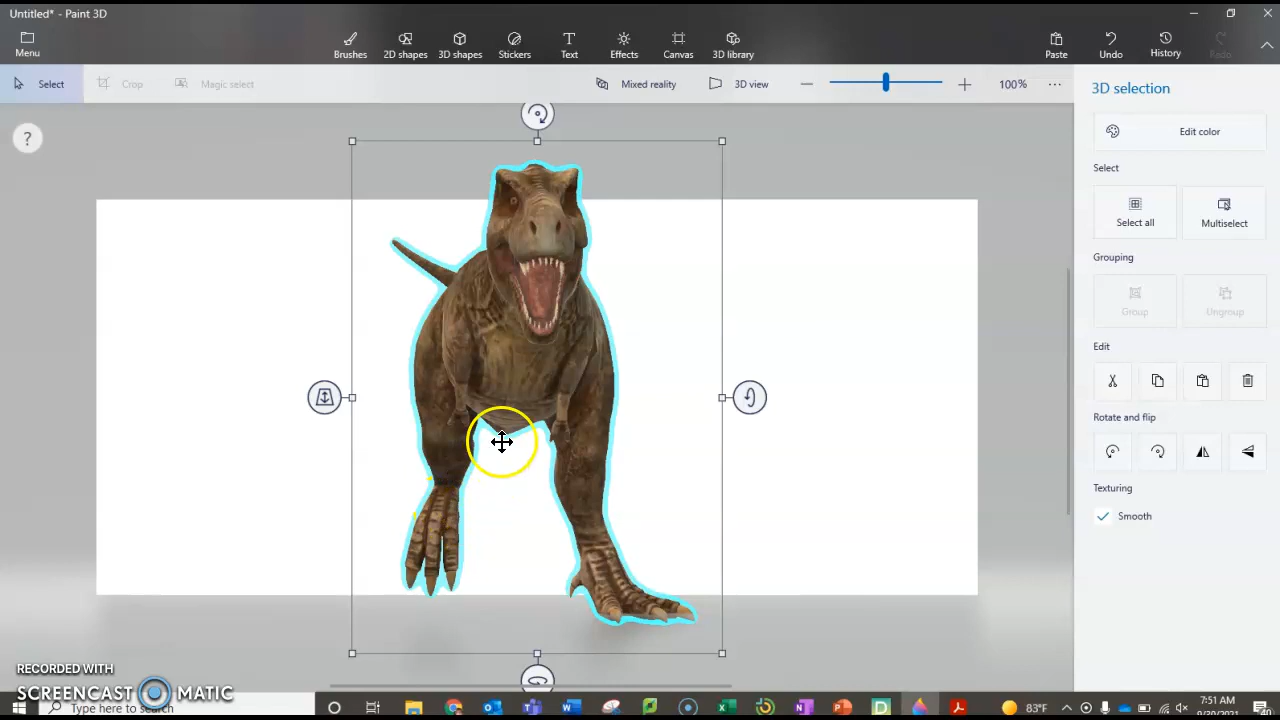 Untitled* - Paint 3D
Menu
Brushes
2D shapes
3D shapes
Stickers
Text
Effects
Canvas
3D library
Paste
Undo
History
Redo
Select
Crop
Magic select
Mixed reality
3D view
100%
?
3D selection
Edit color
Select
Select all
Multiselect
Grouping
Group
Ungroup
Edit
Rotate and flip
Texturing
Smooth
RECORDED WITH
SCREENCAST MATIC
Type here to search
83°F
7:51 AM